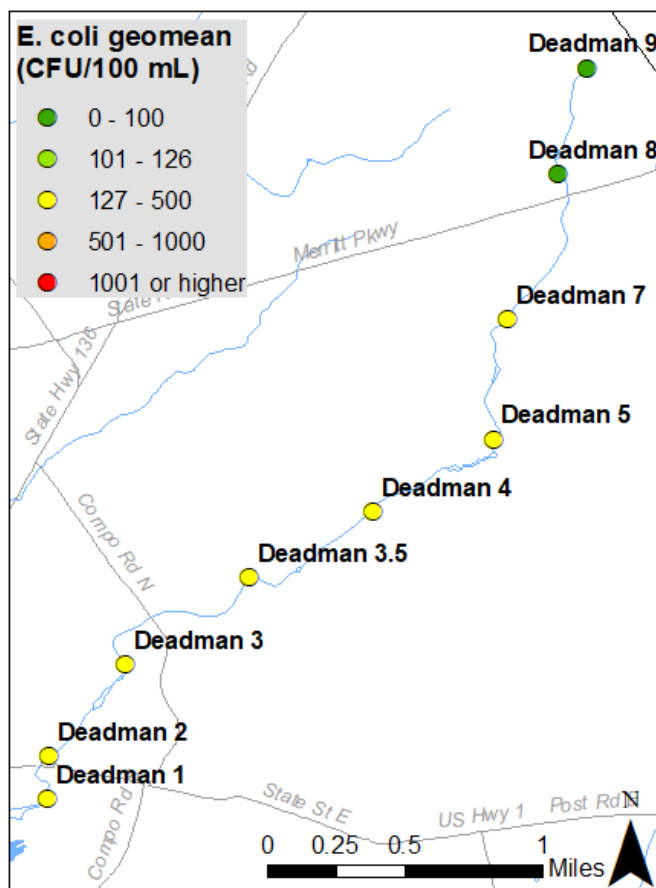 E. coli geomean
(CFU/100 mL)
0 - 100
101 - 126
127 - 500
501 - 1000
1001 or higher
Deadman 9
Deadman 8
Merritt Pkwy
Deadman 7
State Hwy 136
Deadman 5
Deadman 4
Compo Rd N
Deadman 3.5
Deadman 3
Deadman 2
Deadman 1
Compo Rd
State St E
US Hwy 1
Post Rd E
N
0 0.25 0.5 1
Miles